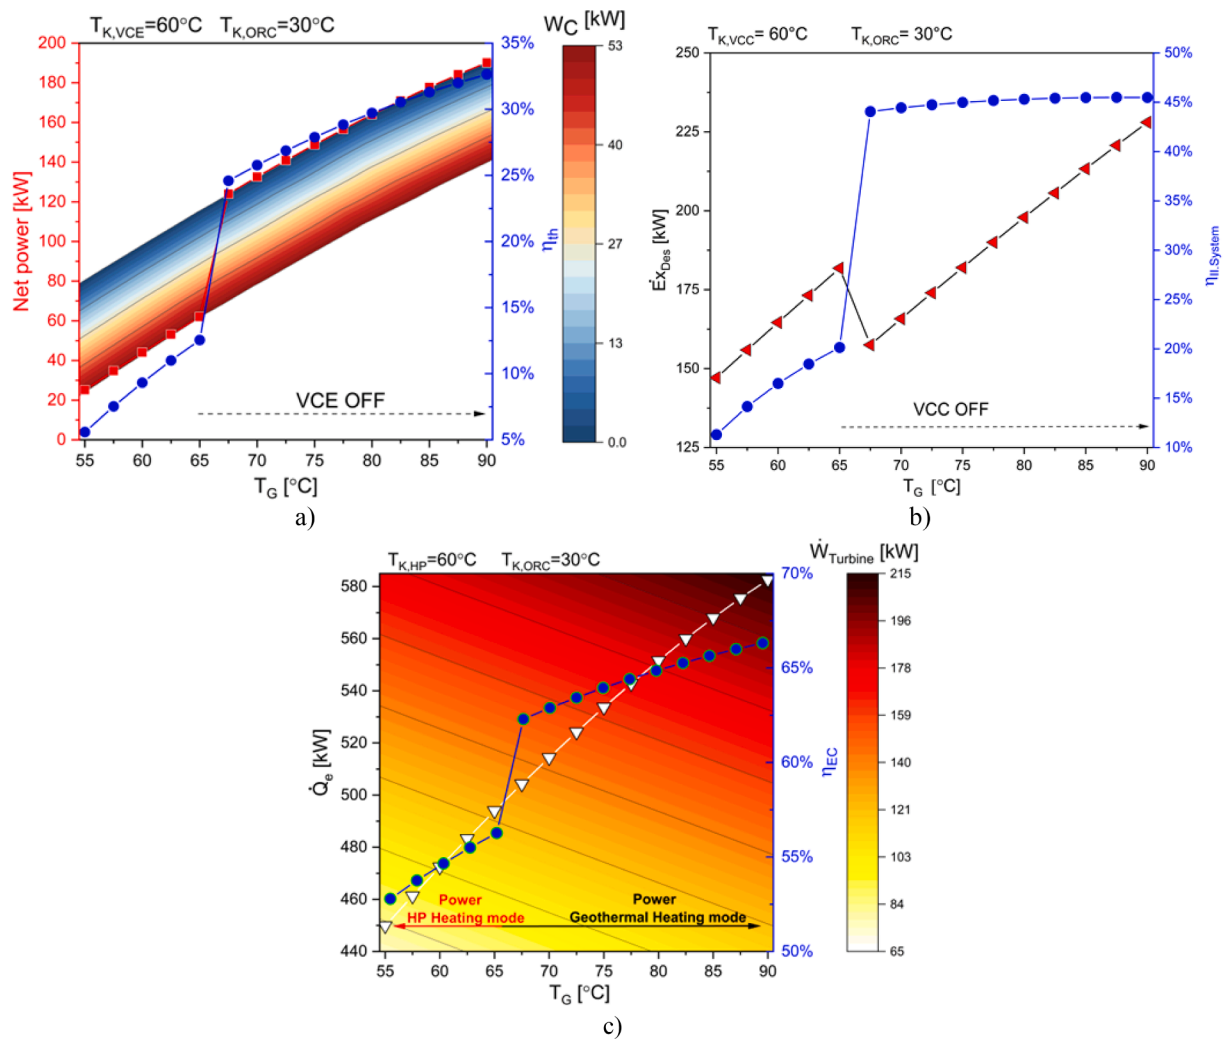 T_K,VCE=60°C T_K,ORC=30°C
W_C [kW]
200
180
160
140
120
100
80
60
40
20
0
Net power [kW]
35%
30%
25%
20%
15%
10%
5%
η_th
53
40
27
13
0.0
VCE OFF
55 60 65 70 75 80 85 90
T_G [°C]
a)
T_K,VCC= 60°C T_K,ORC= 30°C
250
225
200
175
150
125
Ex_Des [kW]
50%
45%
40%
35%
30%
25%
20%
15%
10%
η_II,System
VCC OFF
55 60 65 70 75 80 85 90
T_G [°C]
b)
T_K,HP=60°C T_K,ORC=30°C
Ẇ_Turbine [kW]
580
560
540
520
500
480
460
440
Q̇_e [kW]
70%
65%
60%
55%
50%
η_EC
215
196
178
159
140
121
103
84
65
Power
HP Heating mode
Power
Geothermal Heating mode
55 60 65 70 75 80 85 90
T_G [°C]
c)